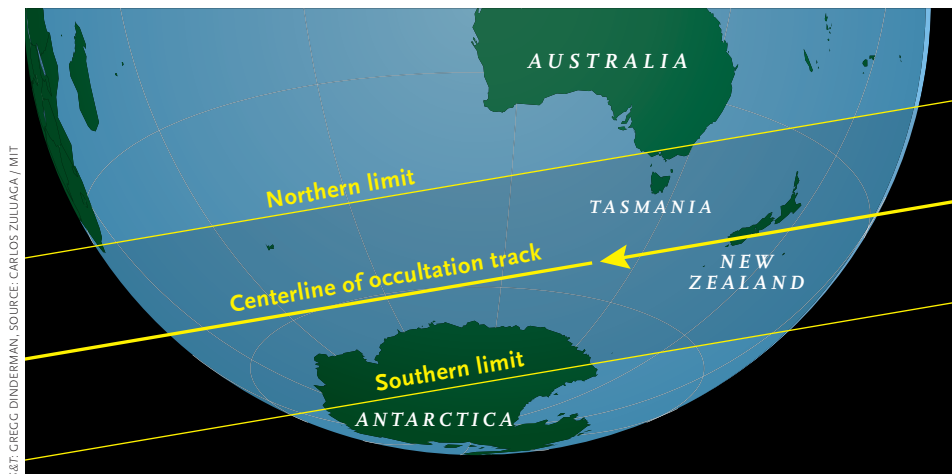 AUSTRALIA
Northern limit
TASMANIA
Centerline of occultation track
NEW
ZEALAND
Southern limit
ANTARCTICA
S&T: GREGG DINDERMAN, SOURCE: CARLOS ZULUAGA / MIT